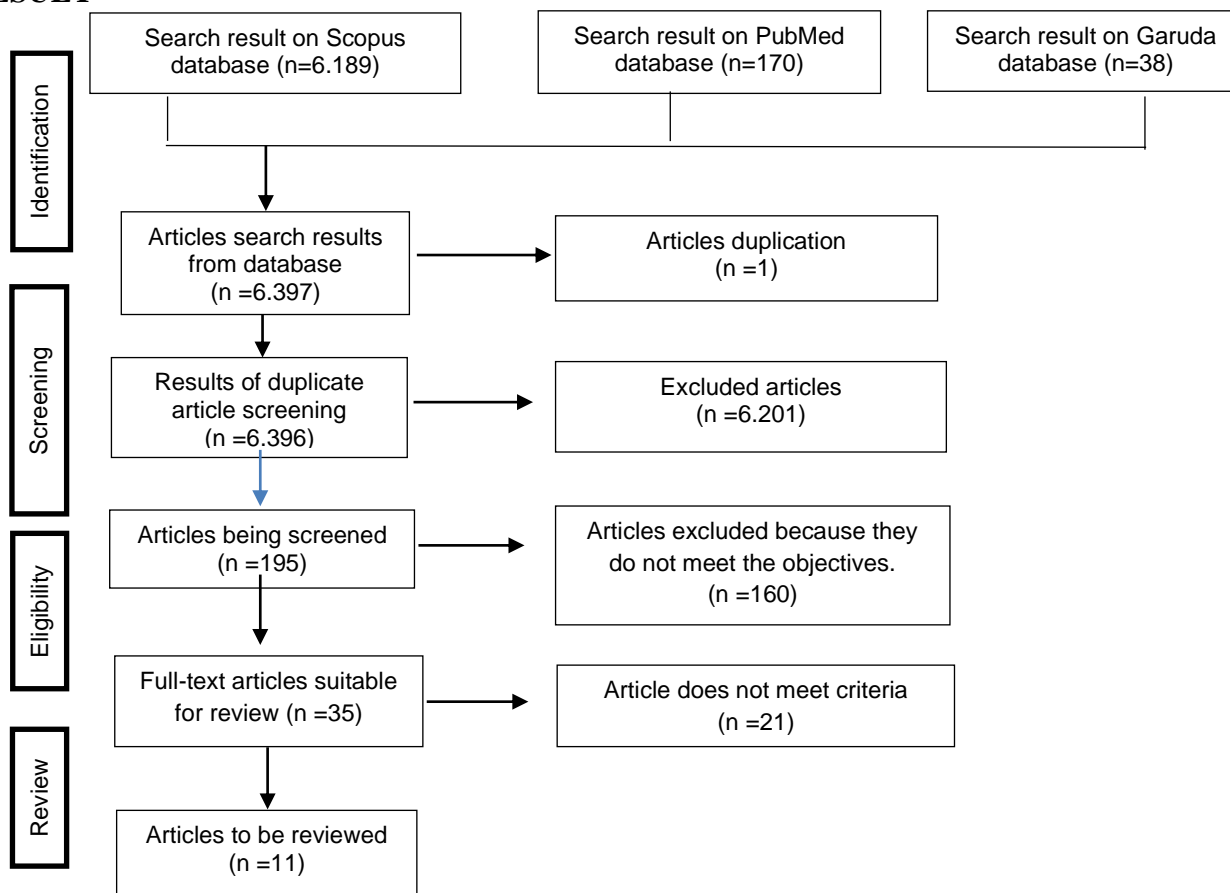 Search result on Scopus
database (n=6.189)
Search result on PubMed
database (n=170)
Search result on Garuda
database (n=38)
Identification
Articles search results
from database
(n =6.397)
Articles duplication
(n =1)
Screening
Results of duplicate
article screening
(n =6.396)
Excluded articles
(n =6.201)
Eligibility
Articles being screened
(n =195)
Articles excluded because they
do not meet the objectives.
(n =160)
Full-text articles suitable
for review (n =35)
Article does not meet criteria
(n =21)
Review
Articles to be reviewed
(n =11)